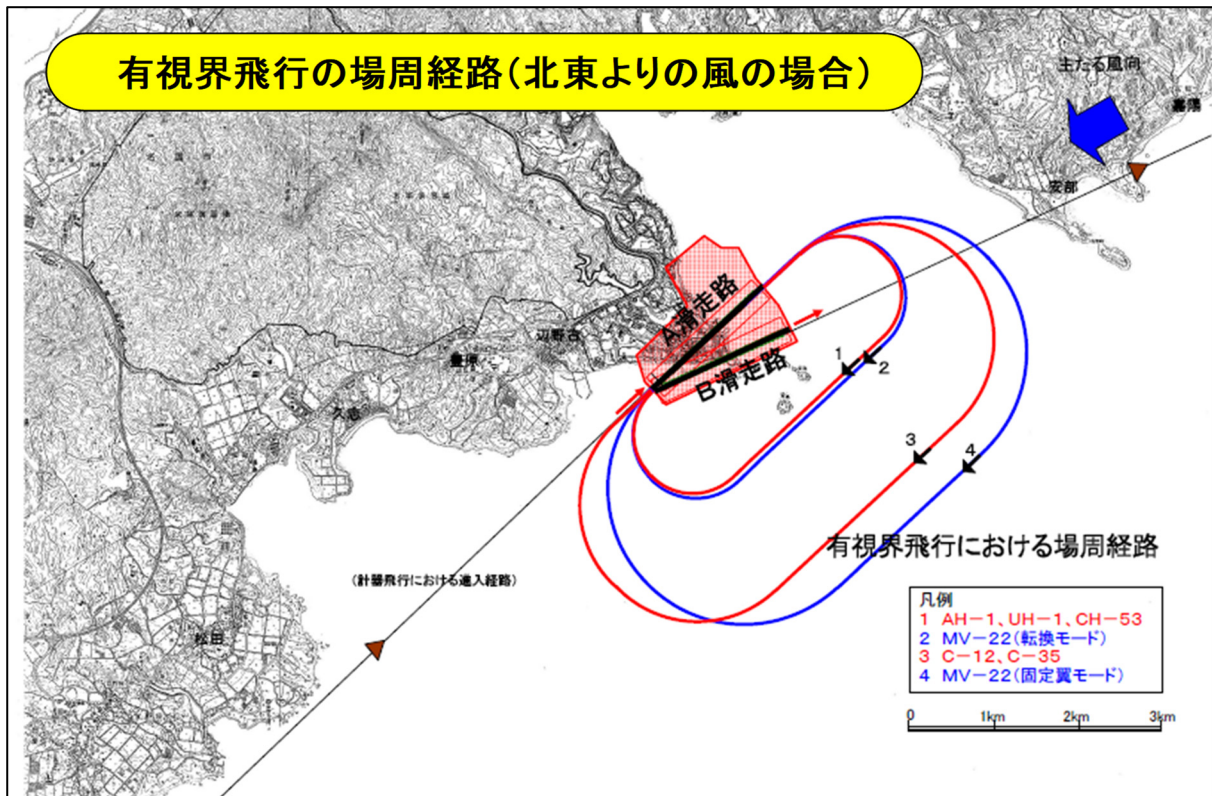 有視界飛行の場周経路(北東よりの風の場合)
主たる風向
嘉陽
安部
A滑走路
辺野古
豊原
B滑走路
久志
1
2
3
4
有視界飛行における場周経路
(計器飛行における進入経路)
松田
凡例
1 AH-1、UH-1、CH-53
2 MV-22(転換モード)
3 C-12、C-35
4 MV-22(固定翼モード)
0 1km 2km 3km